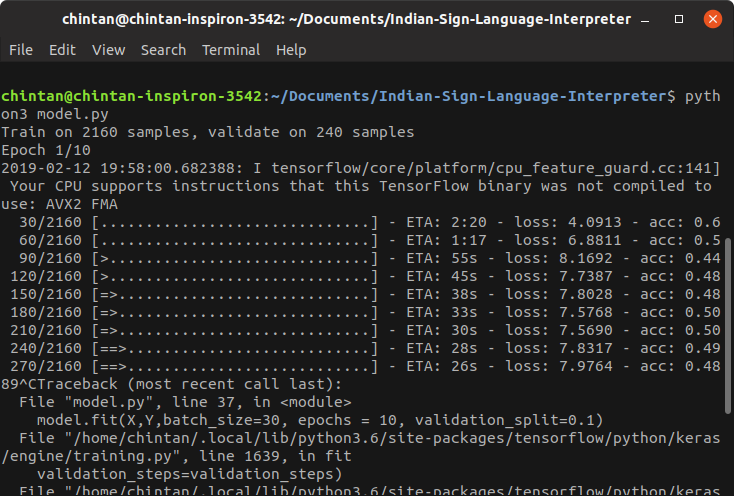 chintan@chintan-inspiron-3542: ~/Documents/Indian-Sign-Language-Interpreter
File Edit View Search Terminal Help
chintan@chintan-inspiron-3542:~/Documents/Indian-Sign-Language-Interpreter$ pyth
on3 model.py
Train on 2160 samples, validate on 240 samples
Epoch 1/10
2019-02-12 19:58:00.682388: I tensorflow/core/platform/cpu_feature_guard.cc:141]
 Your CPU supports instructions that this TensorFlow binary was not compiled to
use: AVX2 FMA
  30/2160 [..............................] - ETA: 2:20 - loss: 4.0913 - acc: 0.6
  60/2160 [..............................] - ETA: 1:17 - loss: 6.8811 - acc: 0.5
  90/2160 [>.............................] - ETA: 55s - loss: 8.1692 - acc: 0.44
 120/2160 [>.............................] - ETA: 45s - loss: 7.7387 - acc: 0.48
 150/2160 [=>............................] - ETA: 38s - loss: 7.8028 - acc: 0.48
 180/2160 [=>............................] - ETA: 33s - loss: 7.5768 - acc: 0.50
 210/2160 [=>............................] - ETA: 30s - loss: 7.5690 - acc: 0.50
 240/2160 [==>...........................] - ETA: 28s - loss: 7.8317 - acc: 0.49
 270/2160 [==>...........................] - ETA: 26s - loss: 7.9764 - acc: 0.48
89^CTraceback (most recent call last):
  File "model.py", line 37, in <module>
    model.fit(X,Y,batch_size=30, epochs = 10, validation_split=0.1)
  File "/home/chintan/.local/lib/python3.6/site-packages/tensorflow/python/keras
/engine/training.py", line 1639, in fit
    validation_steps=validation_steps)
  File "/home/chintan/.local/lib/python3.6/site-packages/tensorflow/python/keras